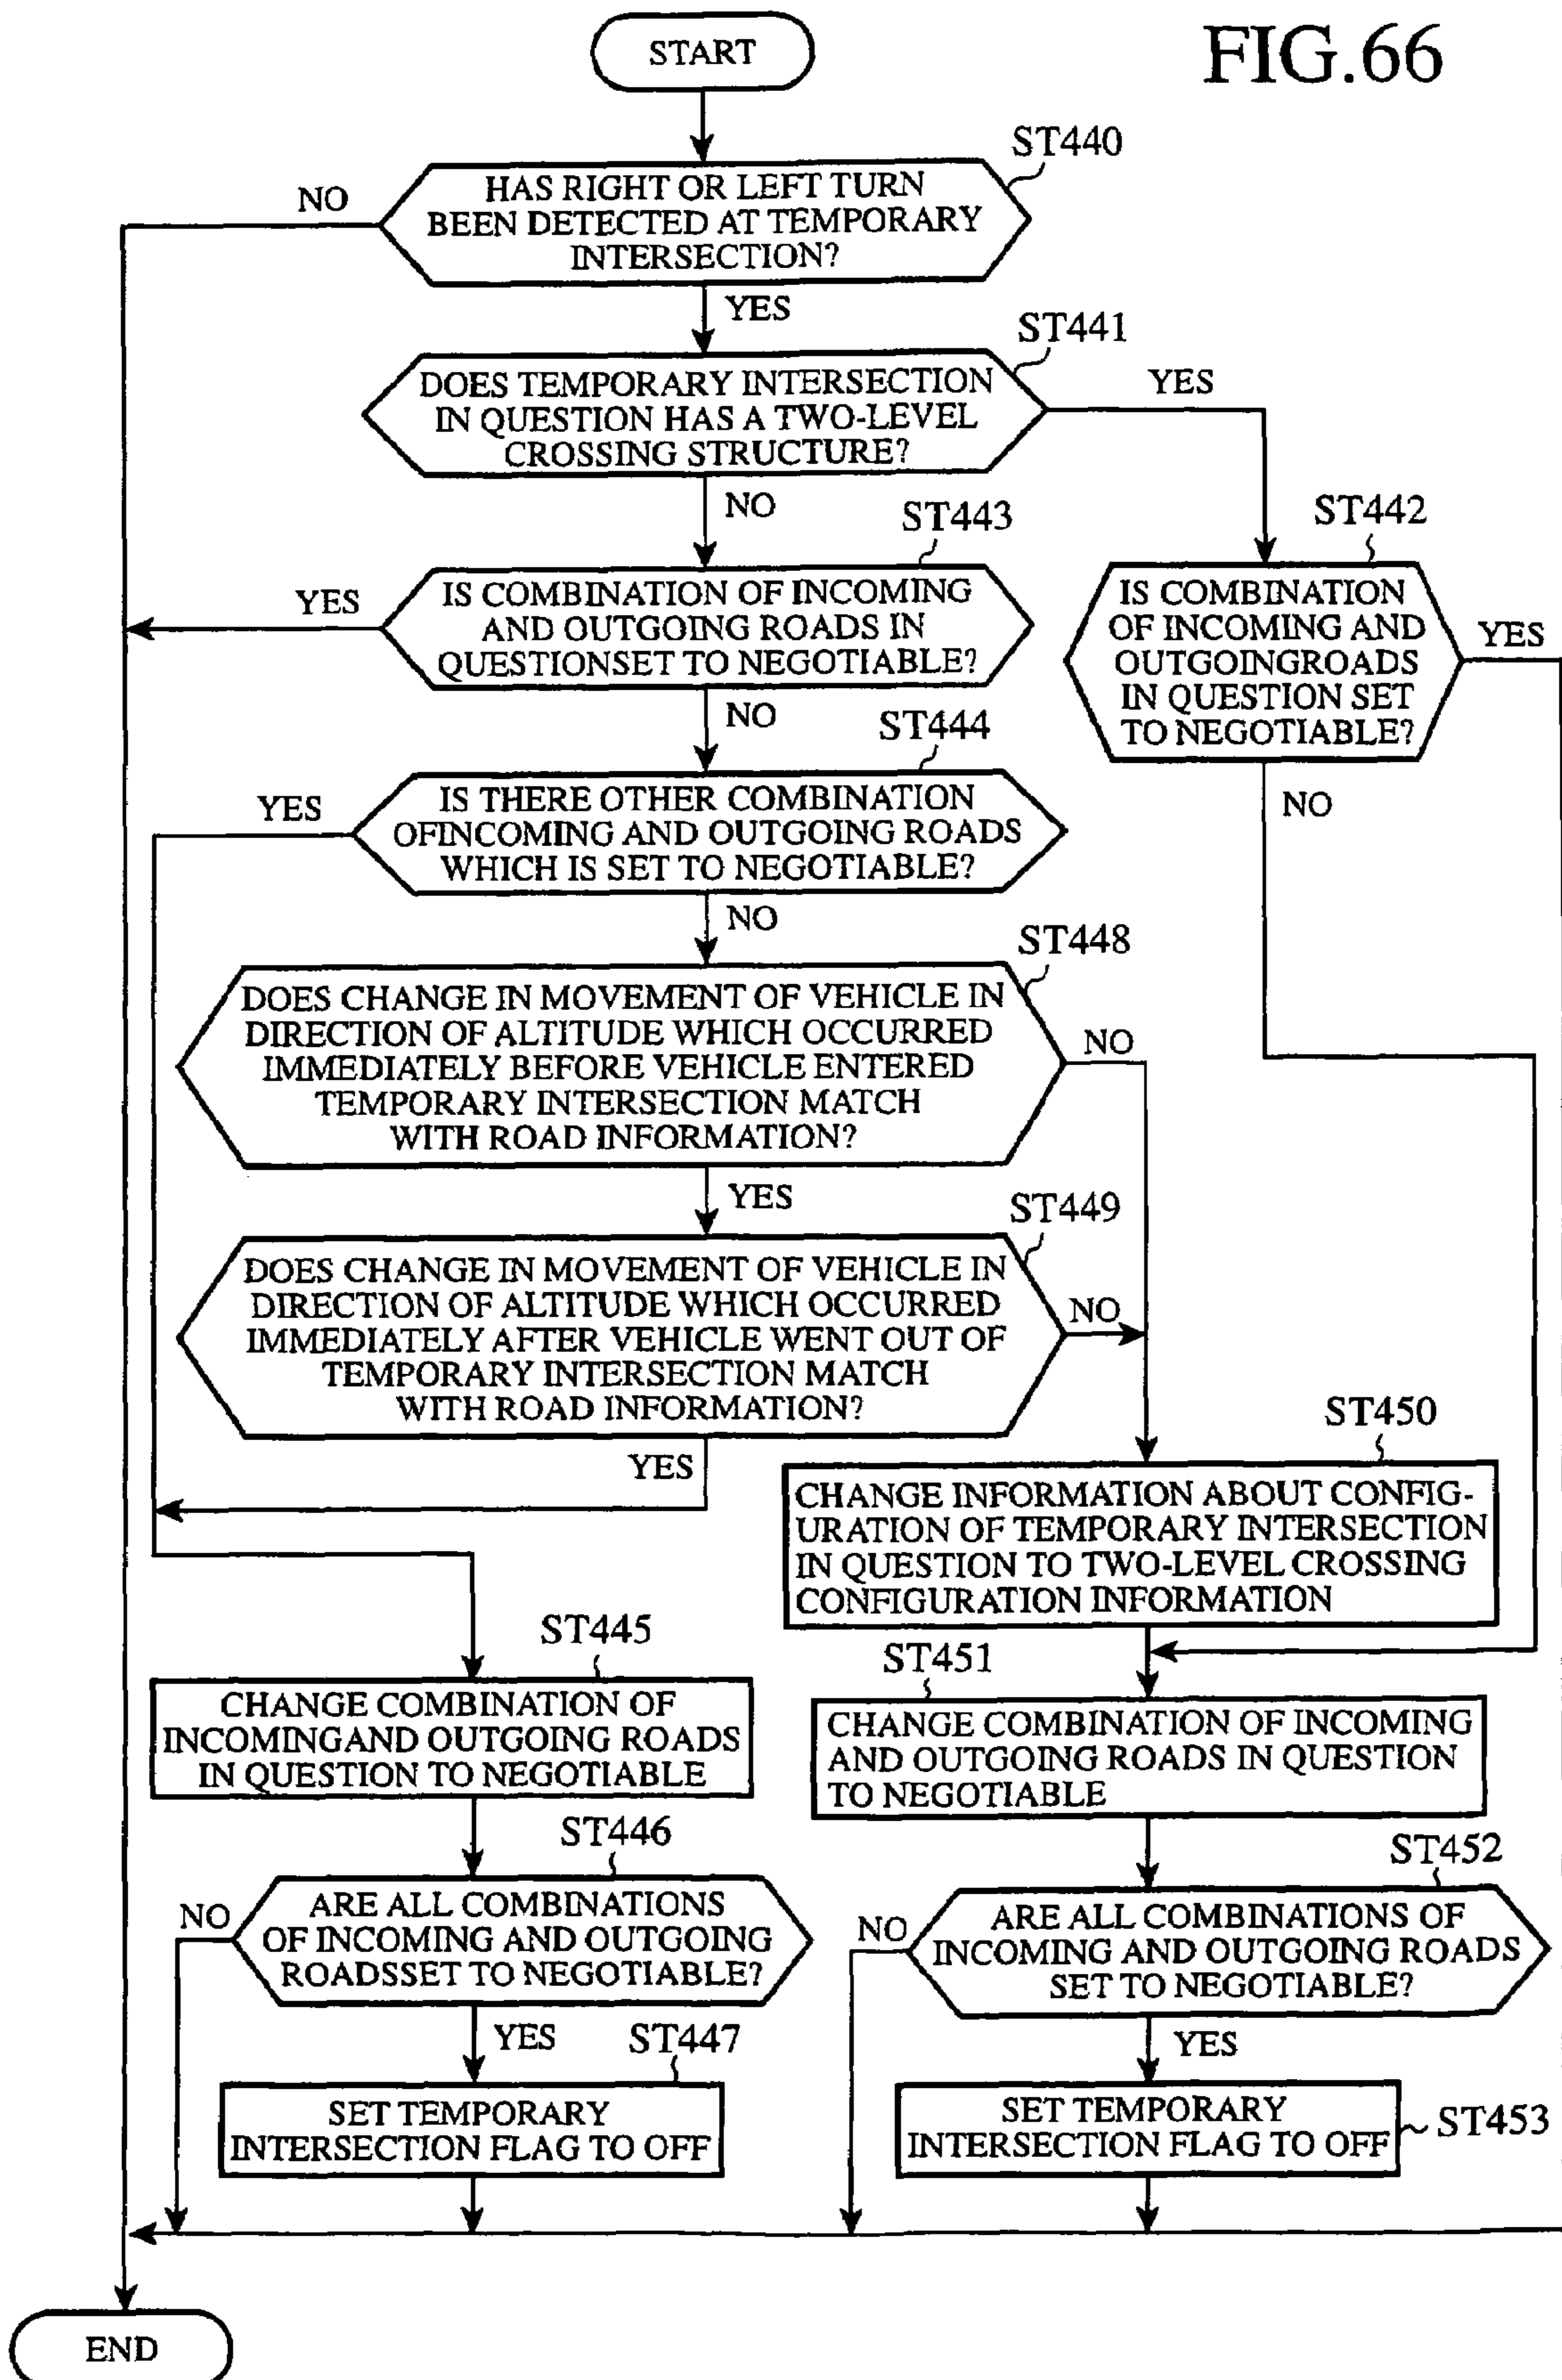 FIG.66
START
ST440
HAS RIGHT OR LEFT TURN
BEEN DETECTED AT TEMPORARY
INTERSECTION?
NO
YES
ST441
DOES TEMPORARY INTERSECTION
IN QUESTION HAS A TWO-LEVEL
CROSSING STRUCTURE?
YES
NO
ST443
IS COMBINATION OF INCOMING
AND OUTGOING ROADS IN
QUESTIONSET TO NEGOTIABLE?
YES
NO
ST442
IS COMBINATION
OF INCOMING AND
OUTGOINGROADS
IN QUESTION SET
TO NEGOTIABLE?
YES
NO
ST444
IS THERE OTHER COMBINATION
OFINCOMING AND OUTGOING ROADS
WHICH IS SET TO NEGOTIABLE?
YES
NO
ST448
DOES CHANGE IN MOVEMENT OF VEHICLE IN
DIRECTION OF ALTITUDE WHICH OCCURRED
IMMEDIATELY BEFORE VEHICLE ENTERED
TEMPORARY INTERSECTION MATCH
WITH ROAD INFORMATION?
NO
YES
ST449
DOES CHANGE IN MOVEMENT OF VEHICLE IN
DIRECTION OF ALTITUDE WHICH OCCURRED
IMMEDIATELY AFTER VEHICLE WENT OUT OF
TEMPORARY INTERSECTION MATCH
WITH ROAD INFORMATION?
NO
YES
ST450
CHANGE INFORMATION ABOUT CONFIG-
URATION OF TEMPORARY INTERSECTION
IN QUESTION TO TWO-LEVEL CROSSING
CONFIGURATION INFORMATION
ST445
CHANGE COMBINATION OF
INCOMINGAND OUTGOING ROADS
IN QUESTION TO NEGOTIABLE
ST451
CHANGE COMBINATION OF INCOMING
AND OUTGOING ROADS IN QUESTION
TO NEGOTIABLE
ST446
ARE ALL COMBINATIONS
OF INCOMING AND OUTGOING
ROADSSET TO NEGOTIABLE?
NO
YES
ST452
ARE ALL COMBINATIONS OF
INCOMING AND OUTGOING ROADS
SET TO NEGOTIABLE?
NO
YES
ST447
SET TEMPORARY
INTERSECTION FLAG TO OFF
SET TEMPORARY
INTERSECTION FLAG TO OFF
ST453
END